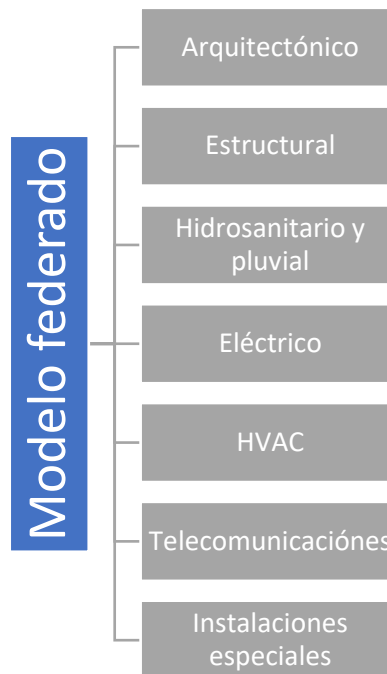 Modelo federado
Arquitectónico
Estructural
Hidrosanitario y
pluvial
Eléctrico
HVAC
Telecomunicaciónes
Instalaciones
especiales